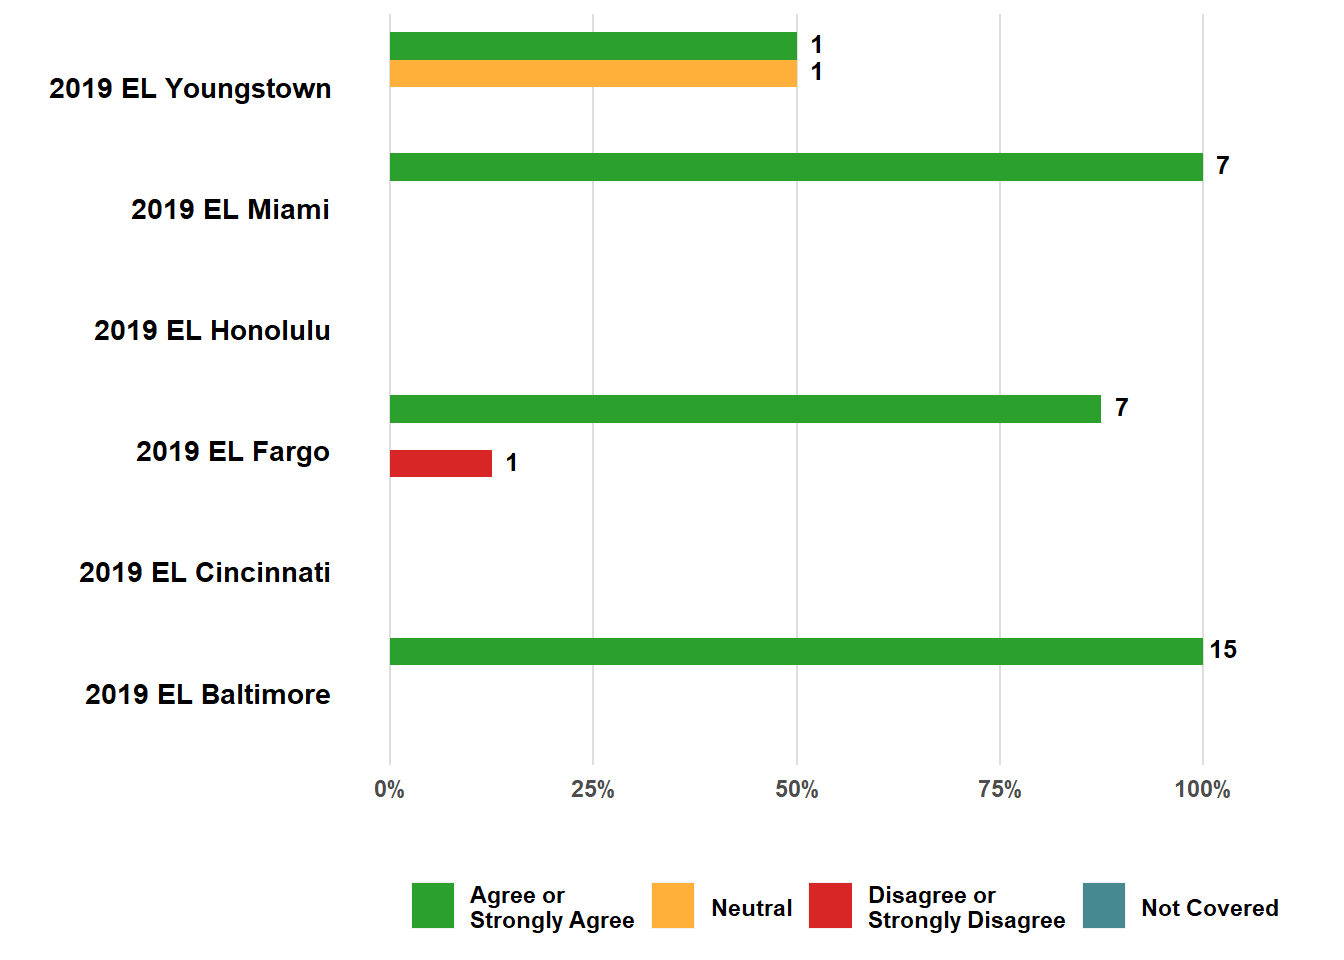 1
2019 EL Youngstown
1
7
2019 EL Miami
2019 EL Honolulu
7
2019 EL Fargo
1
2019 EL Cincinnati
15
2019 EL Baltimore
0%
25%
50%
75%
100%
Agree or
Strongly Agree
Neutral
Disagree or
Strongly Disagree
Not Covered